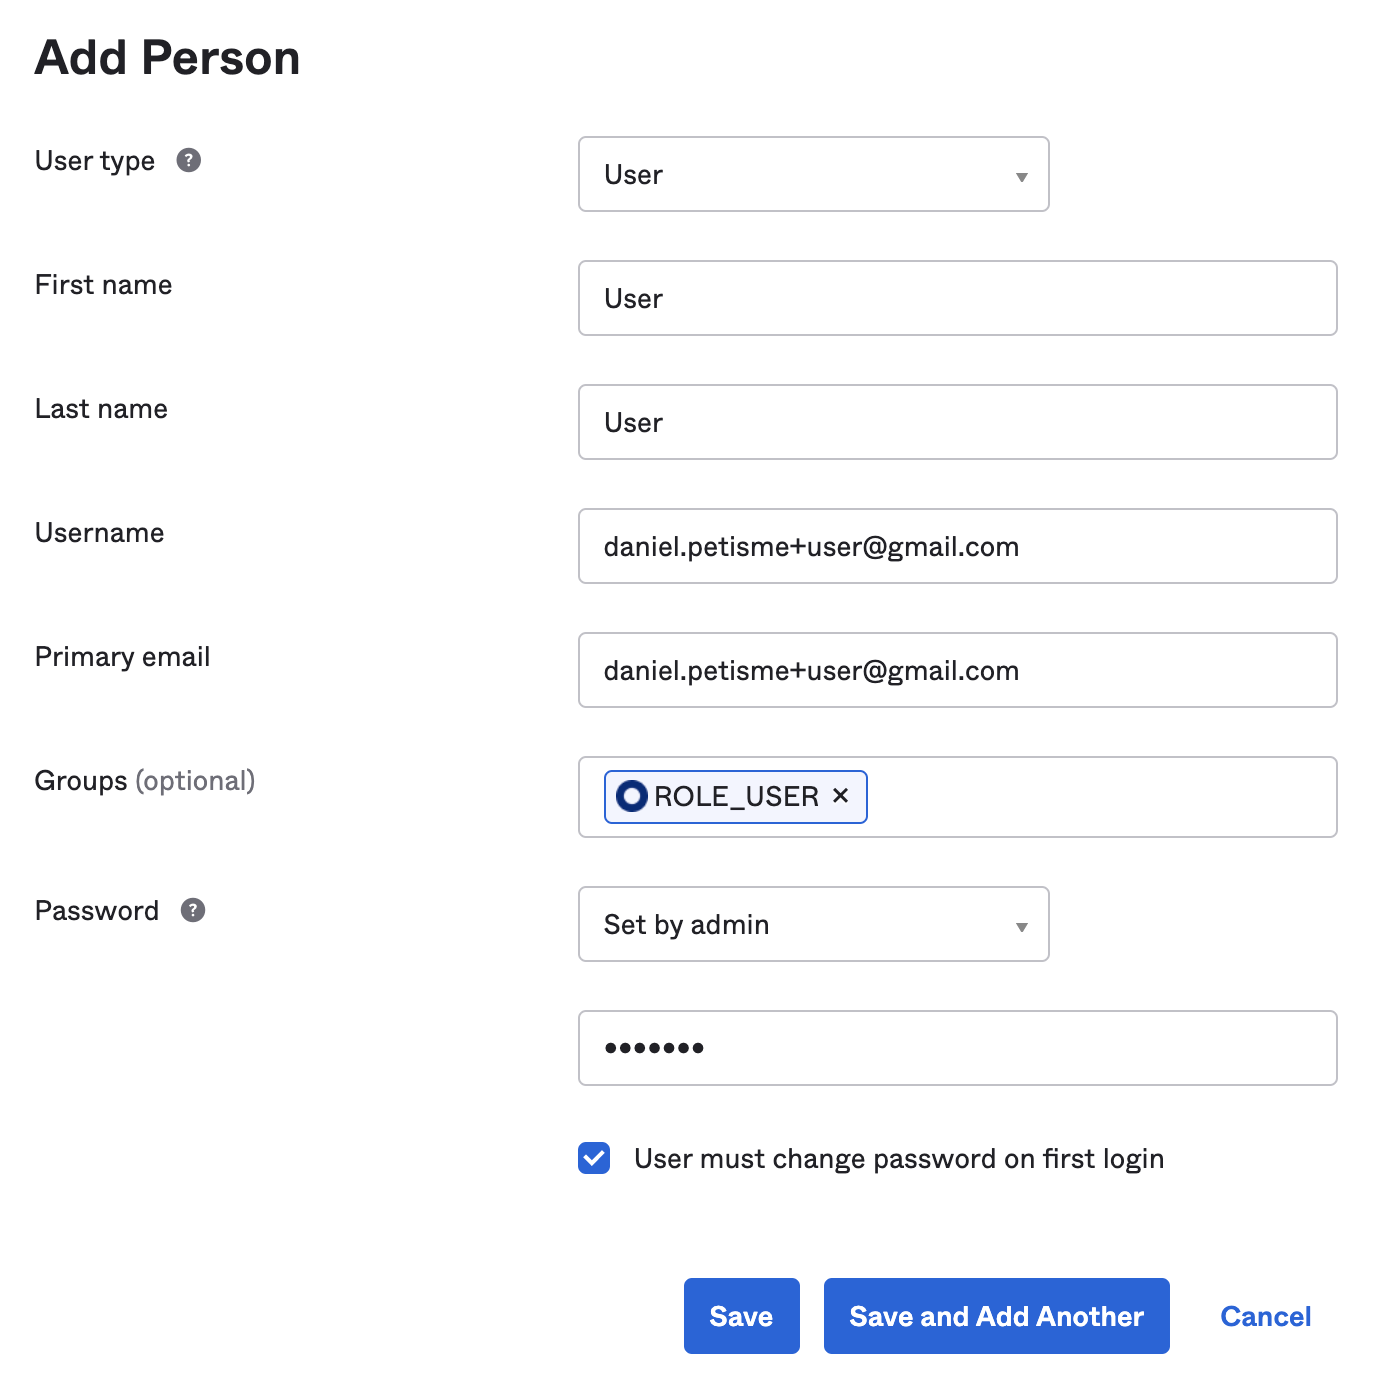 Add Person
User type ?
User
First name
User
Last name
User
Username
daniel.petisme+user@gmail.com
Primary email
daniel.petisme+user@gmail.com
Groups (optional)
ROLE_USER ×
Password ?
Set by admin
•••••••
User must change password on first login
Save Save and Add Another Cancel